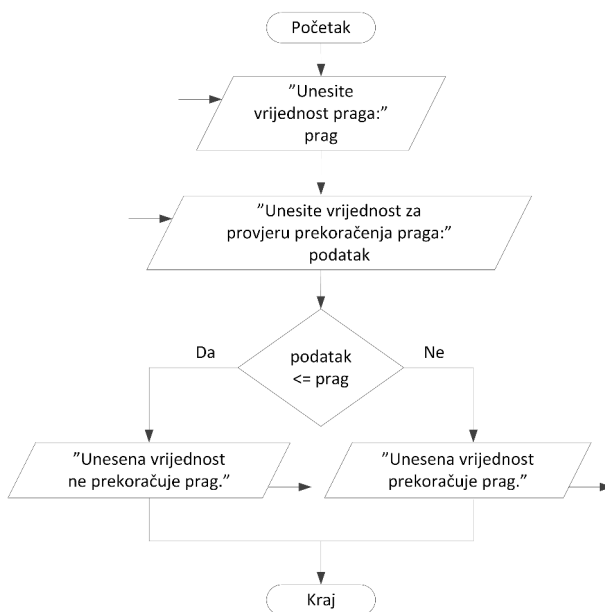 Početak
”Unesite
vrijednost praga:”
prag
”Unesite vrijednost za
provjeru prekoračenja praga:”
podatak
Da
podatak
<= prag
Ne
”Unesena vrijednost
ne prekoračuje prag.”
”Unesena vrijednost
prekoračuje prag.”
Kraj